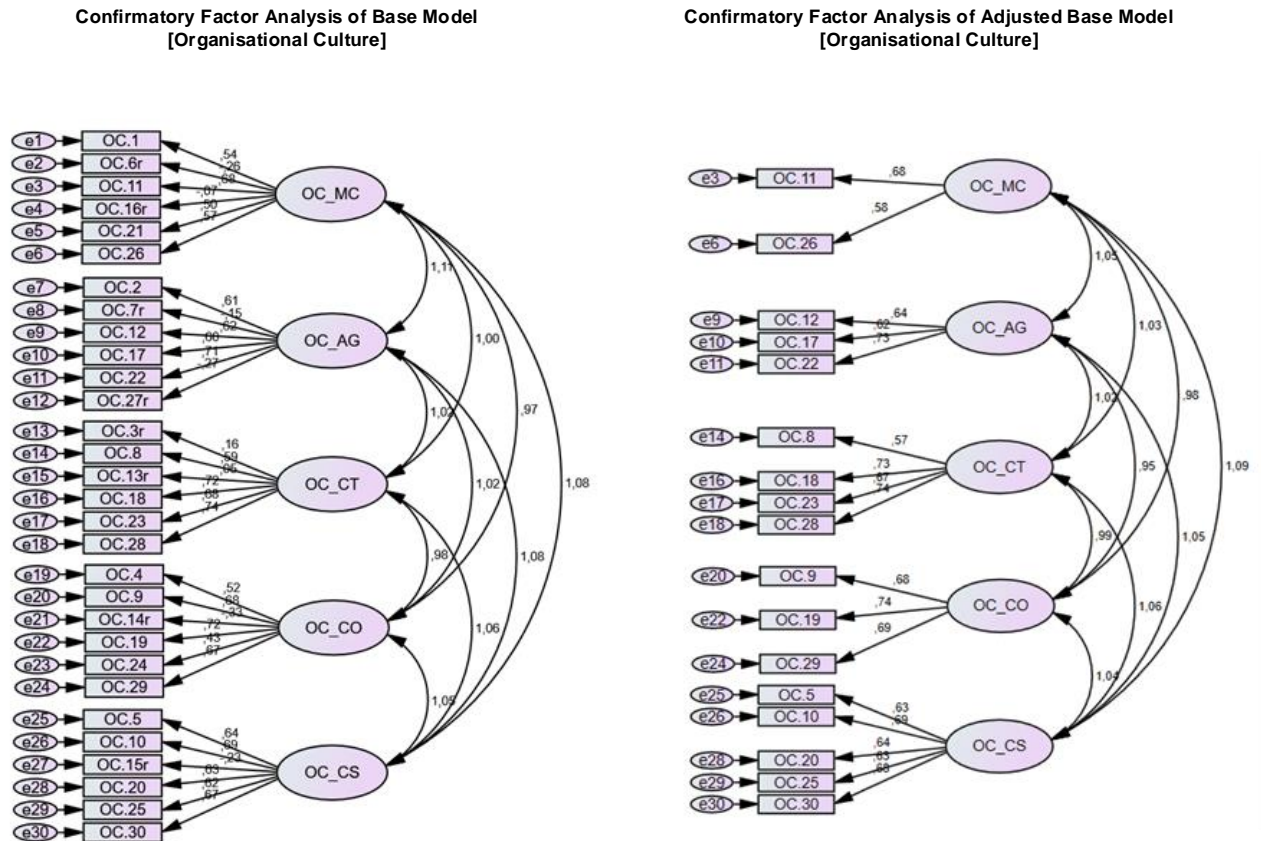 Confirmatory Factor Analysis of Base Model
[Organisational Culture]
e1 OC.1
e2 OC.6r
e3 OC.11
e4 OC.16r
e5 OC.21
e6 OC.26
,54
,26
,68
-,07
,50
,57
OC_MC
e7 OC.2
e8 OC.7r
e9 OC.12
e10 OC.17
e11 OC.22
e12 OC.27r
,61
-,15
,62
,60
,71
-,27
OC_AG
e13 OC.3r
e14 OC.8
e15 OC.13r
e16 OC.18
e17 OC.23
e18 OC.28
,16
,59
,05
,72
,68
,74
OC_CT
e19 OC.4
e20 OC.9
e21 OC.14r
e22 OC.19
e23 OC.24
e24 OC.29
,52
,68
-,33
,72
,43
,67
OC_CO
e25 OC.5
e26 OC.10
e27 OC.15r
e28 OC.20
e29 OC.25
e30 OC.30
,64
,69
-,23
,63
,62
,67
OC_CS
1,11
1,00
,97
1,02
1,02
1,08
1,08
,98
1,06
1,05
Confirmatory Factor Analysis of Adjusted Base Model
[Organisational Culture]
e3 OC.11 ,68
e6 OC.26 ,58
OC_MC
e9 OC.12 ,64
e10 OC.17 ,62
e11 OC.22 ,73
OC_AG
e14 OC.8 ,57
e16 OC.18 ,73
e17 OC.23 ,67
e18 OC.28 ,74
OC_CT
e20 OC.9 ,68
e22 OC.19 ,74
e24 OC.29 ,69
OC_CO
e25 OC.5 ,63
e26 OC.10 ,69
e28 OC.20 ,64
e29 OC.25 ,63
e30 OC.30 ,68
OC_CS
1,05
1,03
,98
1,02
,95
1,09
,99
1,05
1,06
1,04